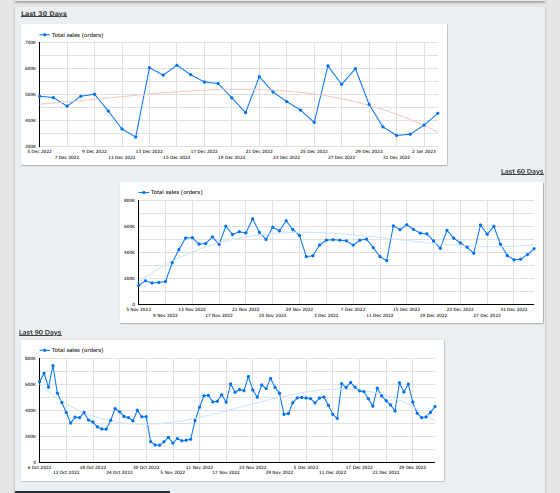 Last 30 Days
Total sales (orders)
700K
600K
500K
400K
300K
5 Dec 2022 9 Dec 2022 13 Dec 2022 17 Dec 2022 21 Dec 2022 25 Dec 2022 29 Dec 2022 2 Jan 2023
7 Dec 2022 11 Dec 2022 15 Dec 2022 19 Dec 2022 23 Dec 2022 27 Dec 2022 31 Dec 2022
Last 60 Days
Total sales (orders)
800K
600K
400K
200K
0
5 Nov 2022 13 Nov 2022 21 Nov 2022 29 Nov 2022 7 Dec 2022 15 Dec 2022 23 Dec 2022 31 Dec 2022
9 Nov 2022 17 Nov 2022 25 Nov 2022 3 Dec 2022 11 Dec 2022 19 Dec 2022 27 Dec 2022
Last 90 Days
Total sales (orders)
800K
600K
400K
200K
0
6 Oct 2022 18 Oct 2022 30 Oct 2022 11 Nov 2022 23 Nov 2022 5 Dec 2022 17 Dec 2022 29 Dec 2022
12 Oct 2022 24 Oct 2022 5 Nov 2022 17 Nov 2022 29 Nov 2022 11 Dec 2022 23 Dec 2022